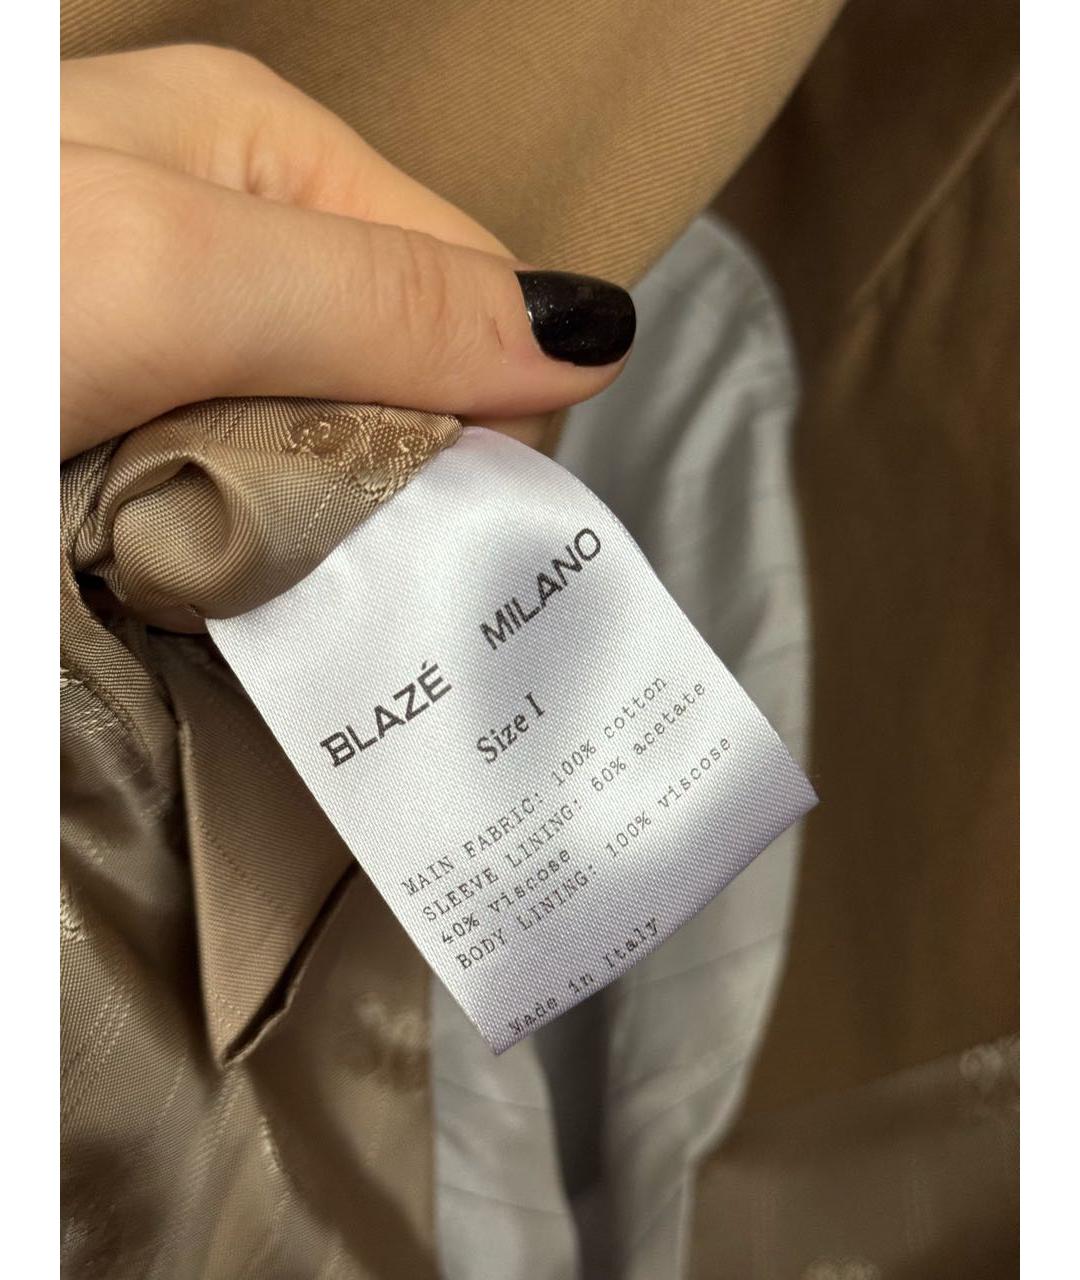 BLAZÉ MILANO
Size I
MAIN FABRIC: 100% cotton
SLEEVE LINING: 60% acetate
40% viscose
BODY LINING: 100% viscose
Made in Italy